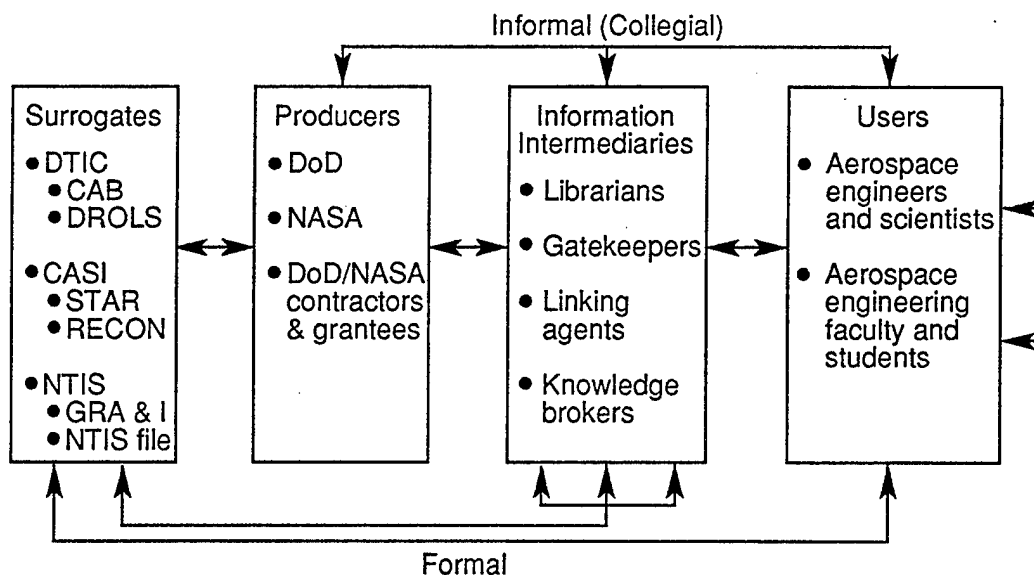 Informal (Collegial)
Surrogates
● DTIC
● CAB
● DROLS
● CASI
● STAR
● RECON
● NTIS
● GRA & I
● NTIS file
Producers
● DoD
● NASA
● DoD/NASA
contractors
& grantees
Information
Intermediaries
● Librarians
● Gatekeepers
● Linking
agents
● Knowledge
brokers
Users
● Aerospace
engineers
and scientists
● Aerospace
engineering
faculty and
students
Formal